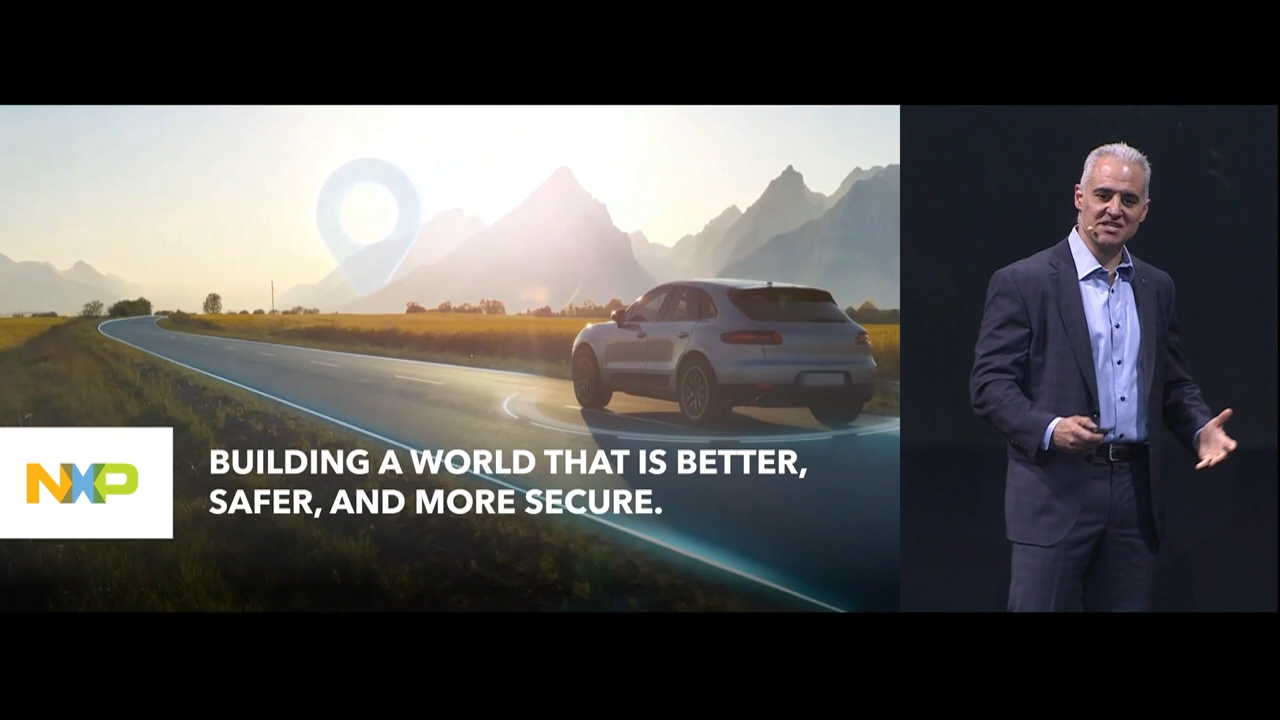 NXP
BUILDING A WORLD THAT IS BETTER,
SAFER, AND MORE SECURE.